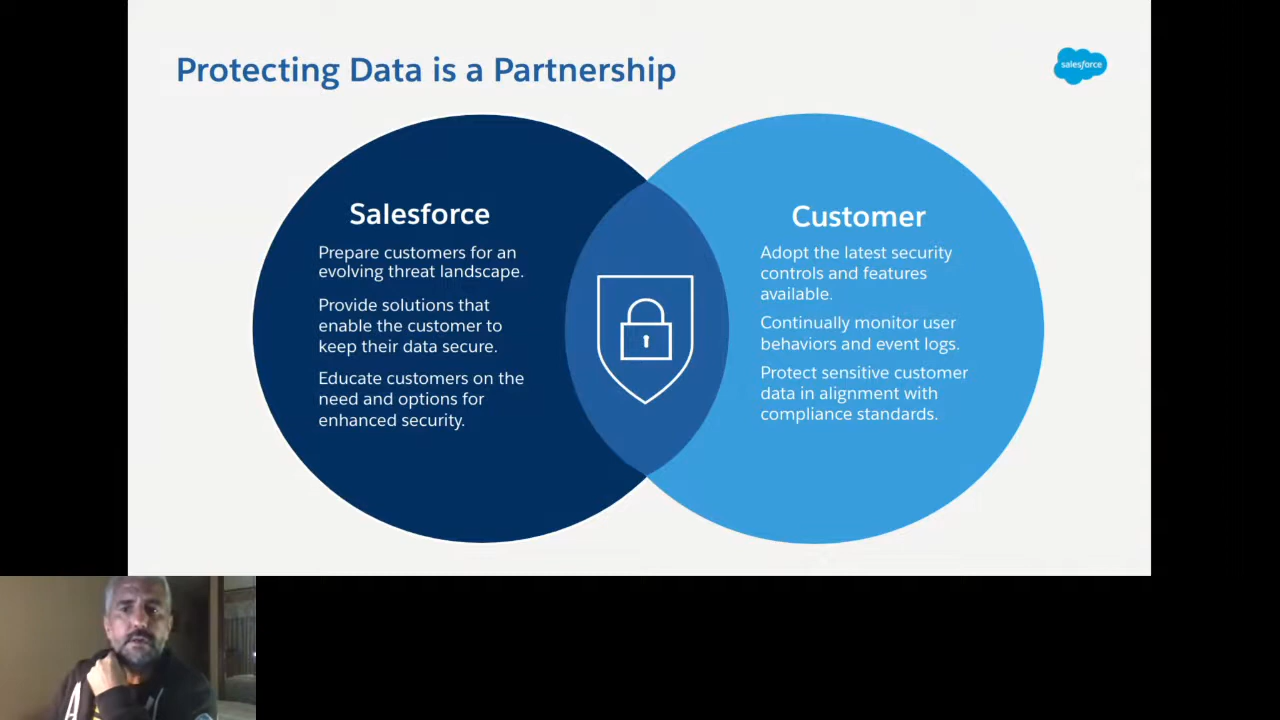 Protecting Data is a Partnership
salesforce
Salesforce
Prepare customers for an
evolving threat landscape.
Provide solutions that
enable the customer to
keep their data secure.
Educate customers on the
need and options for
enhanced security.
Customer
Adopt the latest security
controls and features
available.
Continually monitor user
behaviors and event logs.
Protect sensitive customer
data in alignment with
compliance standards.